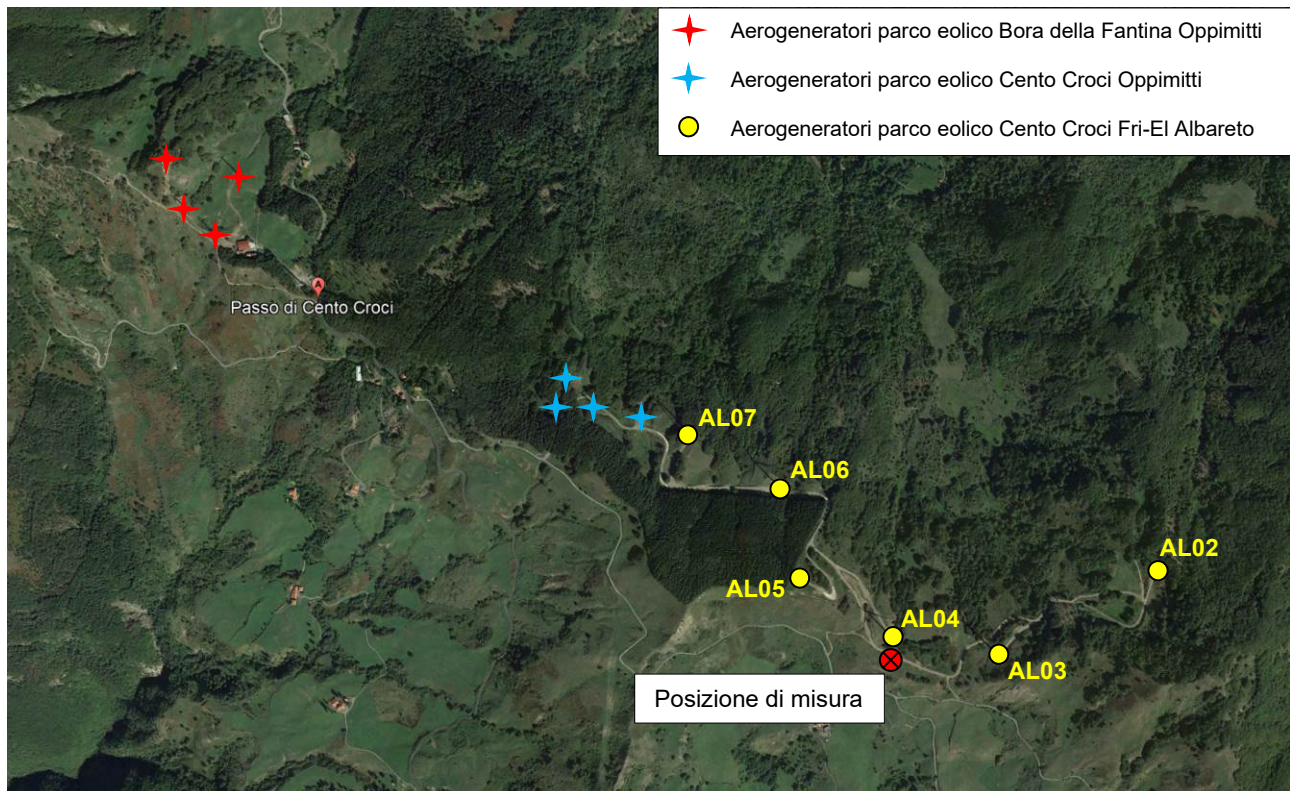 Aerogeneratori parco eolico Bora della Fantina Oppimitti
Aerogeneratori parco eolico Cento Croci Oppimitti
Aerogeneratori parco eolico Cento Croci Fri-El Albareto
A
Passo di Cento Croci
AL07
AL06
AL02
AL05
AL04
AL03
Posizione di misura